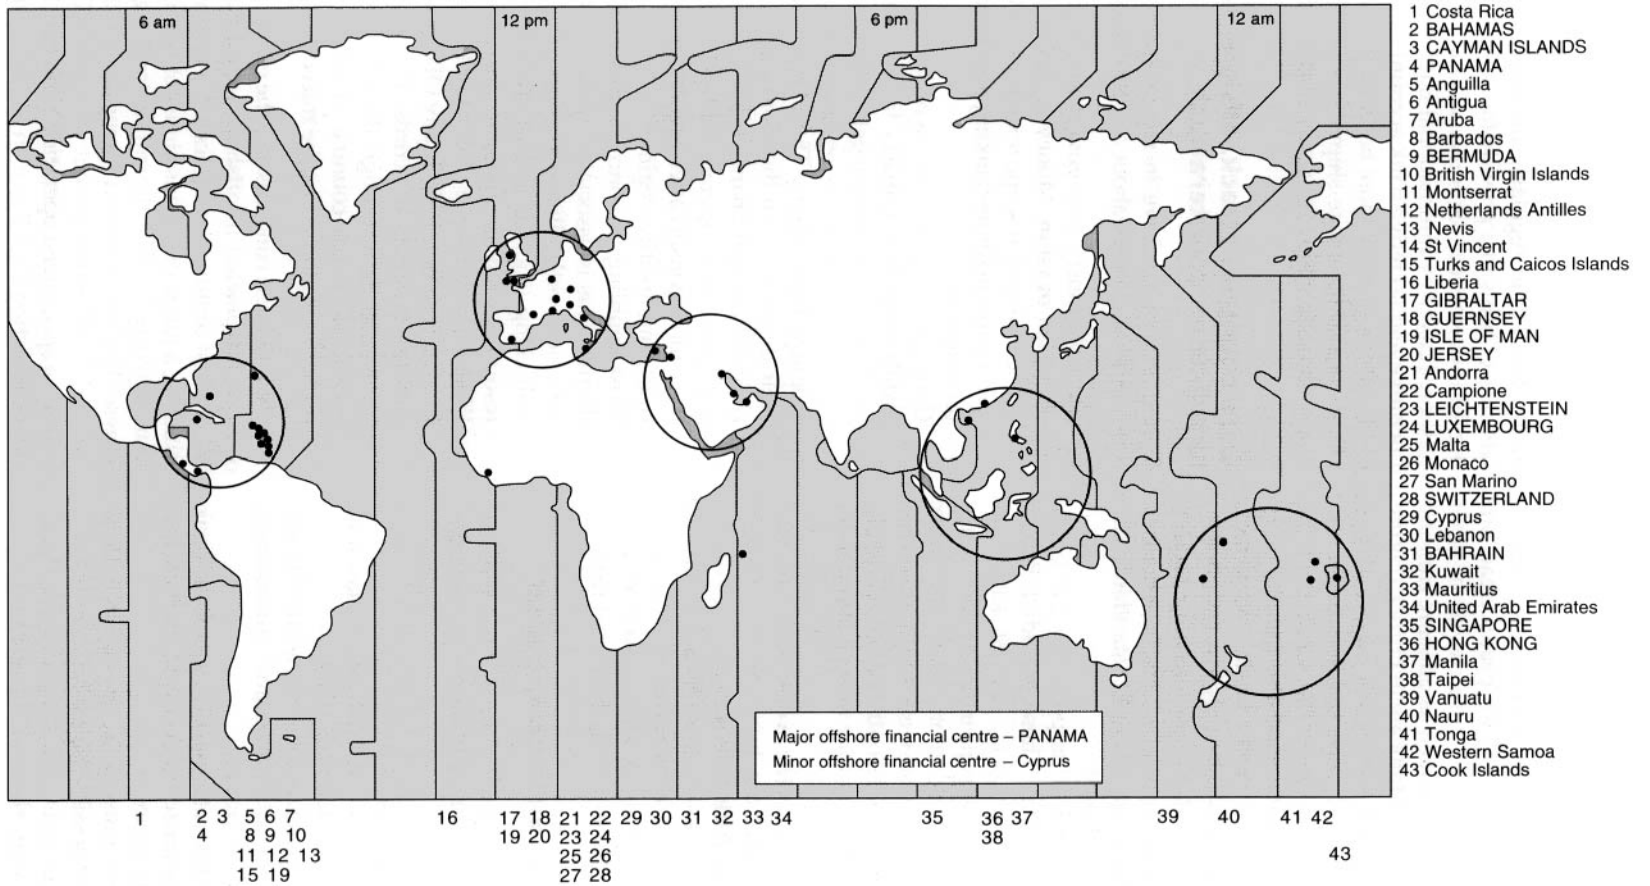 6 am
12 pm
6 pm
12 am
1 Costa Rica
2 BAHAMAS
3 CAYMAN ISLANDS
4 PANAMA
5 Anguilla
6 Antigua
7 Aruba
8 Barbados
9 BERMUDA
10 British Virgin Islands
11 Montserrat
12 Netherlands Antilles
13 Nevis
14 St Vincent
15 Turks and Caicos Islands
16 Liberia
17 GIBRALTAR
18 GUERNSEY
19 ISLE OF MAN
20 JERSEY
21 Andorra
22 Campione
23 LEICHTENSTEIN
24 LUXEMBOURG
25 Malta
26 Monaco
27 San Marino
28 SWITZERLAND
29 Cyprus
30 Lebanon
31 BAHRAIN
32 Kuwait
33 Mauritius
34 United Arab Emirates
35 SINGAPORE
36 HONG KONG
37 Manila
38 Taipei
39 Vanuatu
40 Nauru
41 Tonga
42 Western Samoa
43 Cook Islands
Major offshore financial centre – PANAMA
Minor offshore financial centre – Cyprus
1 2 3 5 6 7 16 17 18 21 22 29 30 31 32 33 34 35 36 37 39 40 41 42
4 8 9 10 19 20 23 24 38
11 12 13 25 26 43
15 19 27 28